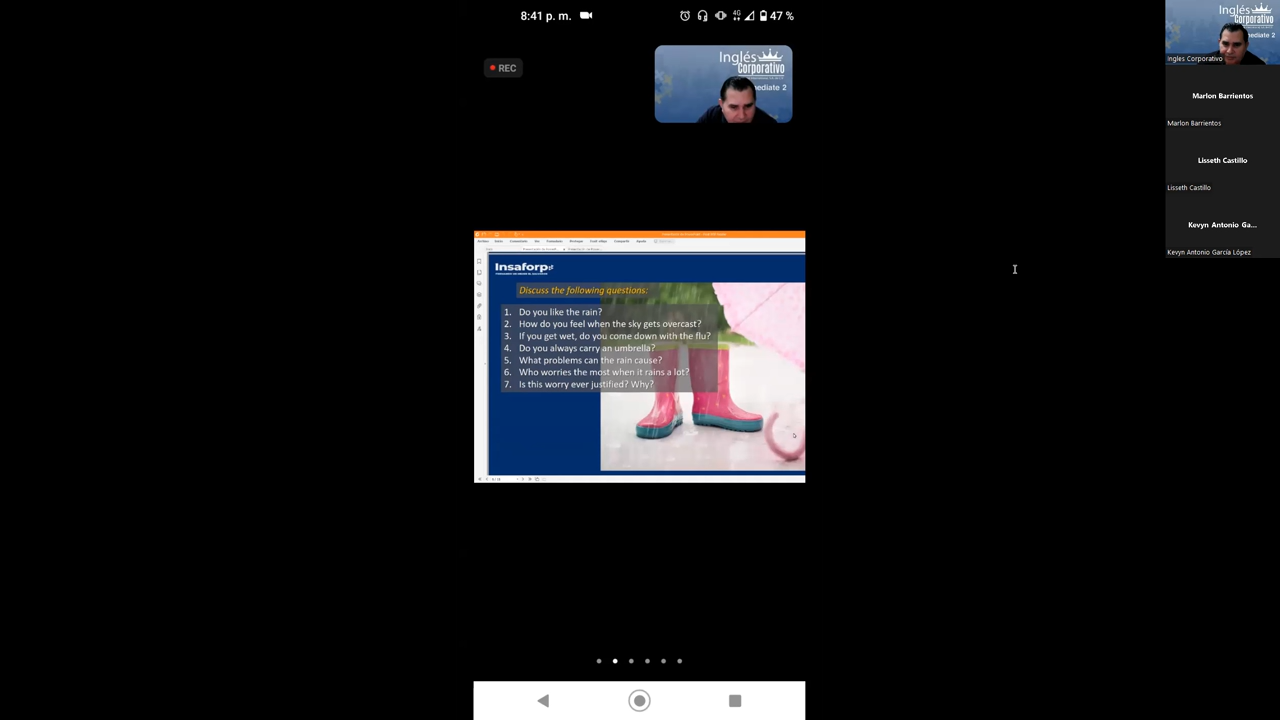 8:41 p. m.
4G
47 %
REC
Inglés
Corporativo
mediate 2
Insaforp
Discuss the following questions:
1. Do you like the rain?
2. How do you feel when the sky gets overcast?
3. If you get wet, do you come down with the flu?
4. Do you always carry an umbrella?
5. What problems can the rain cause?
6. Who worries the most when it rains a lot?
7. Is this worry ever justified? Why?
Inglés
Corporativo
mediate 2
Ingles Corporativo
Marlon Barrientos
Marlon Barrientos
Lisseth Castillo
Lisseth Castillo
Kevyn Antonio Ga...
Kevyn Antonio García López